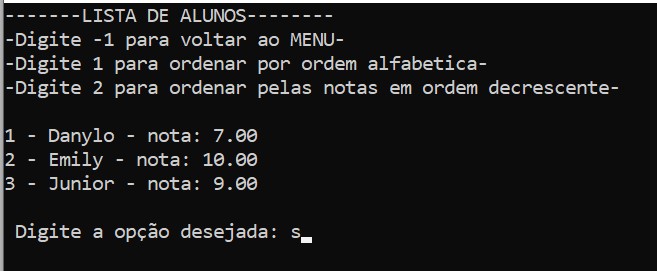 -------LISTA DE ALUNOS--------
-Digite -1 para voltar ao MENU-
-Digite 1 para ordenar por ordem alfabetica-
-Digite 2 para ordenar pelas notas em ordem decrescente-
1 - Danylo - nota: 7.00
2 - Emily - nota: 10.00
3 - Junior - nota: 9.00
Digite a opção desejada: s